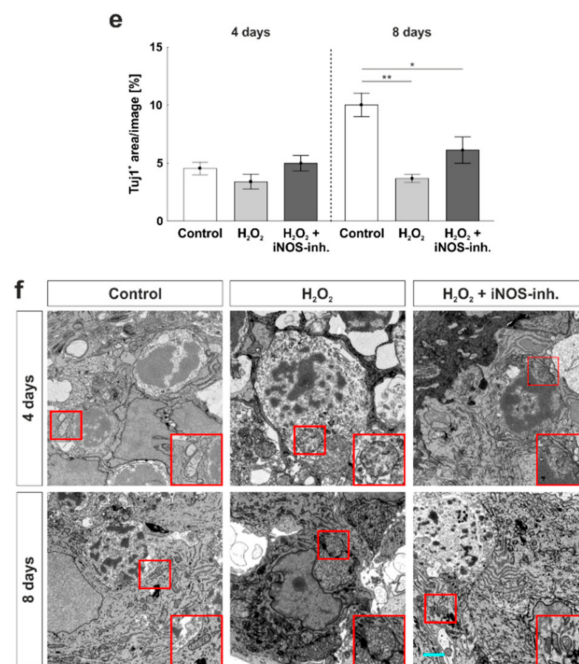 e
4 days
8 days
Tuj1⁺ area/image [%]
15
10
5
0
*
**
Control
H₂O₂
H₂O₂ +
iNOS-inh.
Control
H₂O₂
H₂O₂ +
iNOS-inh.
f
Control
H₂O₂
H₂O₂ + iNOS-inh.
4 days
8 days